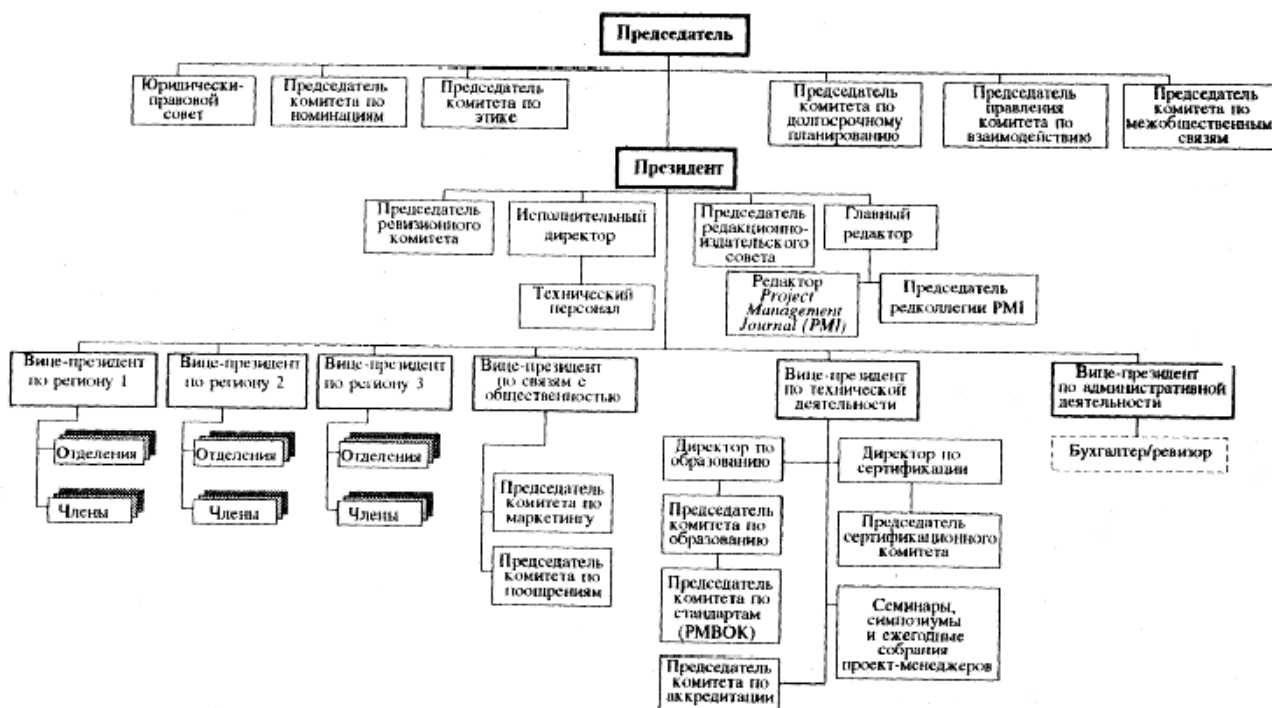 Председатель
Юридически-
правовой
совет
Председатель
комитета по
номинациям
Председатель
комитета по
этике
Председатель
комитета по
долгосрочному
планированию
Председатель
правления
комитета по
взаимодействию
Председатель
комитета по
межобщественным
связям
Президент
Председатель
ревизионного
комитета
Исполнительный
директор
Председатель
редакционно-
издательского
совета
Главный
редактор
Технический
персонал
Редактор
Project
Management
Journal (PMI)
Председатель
редколлегии PMI
Вице-президент
по региону 1
Вице-президент
по региону 2
Вице-президент
по региону 3
Вице-президент
по связям с
общественностью
Вице-президент
по технической
деятельности
Вице-президент
по административной
деятельности
Отделения
Члены
Отделения
Члены
Отделения
Члены
Председатель
комитета по
маркетингу
Председатель
комитета по
поощрениям
Директор по
образованию
Председатель
комитета по
образованию
Председатель
комитета по
стандартам
(PMBOK)
Председатель
комитета по
аккредитации
Директор по
сертификации
Председатель
сертификационного
комитета
Семинары,
симпозиумы
и ежегодные
собрания
проект-менеджеров
Бухгалтер/ревизор